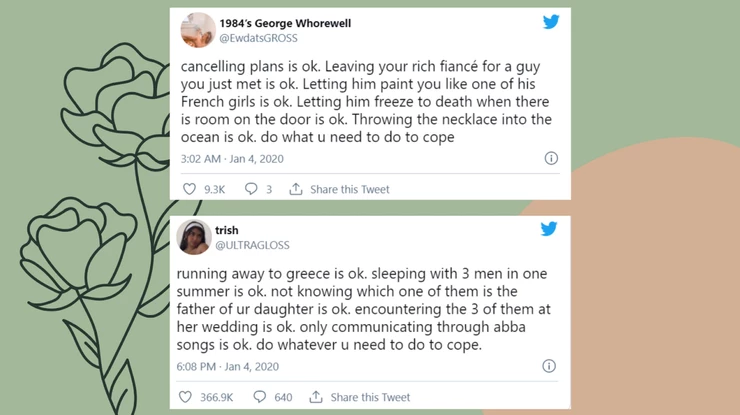 1984's George Whorewell
@EwdatsGROSS
cancelling plans is ok. Leaving your rich fiancé for a guy
you just met is ok. Letting him paint you like one of his
French girls is ok. Letting him freeze to death when there
is room on the door is ok. Throwing the necklace into the
ocean is ok. do what u need to do to cope
3:02 AM · Jan 4, 2020
9.3K 3 Share this Tweet
trish
@ULTRAGLOSS
running away to greece is ok. sleeping with 3 men in one
summer is ok. not knowing which one of them is the
father of ur daughter is ok. encountering the 3 of them at
her wedding is ok. only communicating through abba
songs is ok. do whatever u need to do to cope.
6:08 PM · Jan 4, 2020
366.9K 640 Share this Tweet